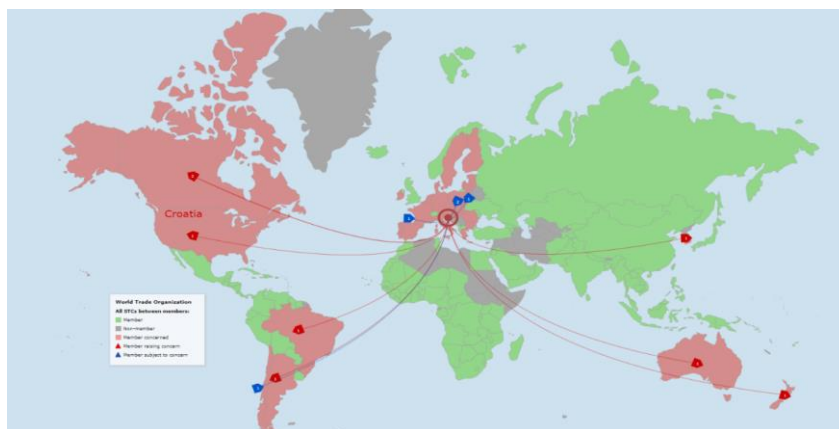 Croatia
World Trade Organization
All STCs between members:
Member
Non-member
Member concerned
Member raising concern
Member subject to concern